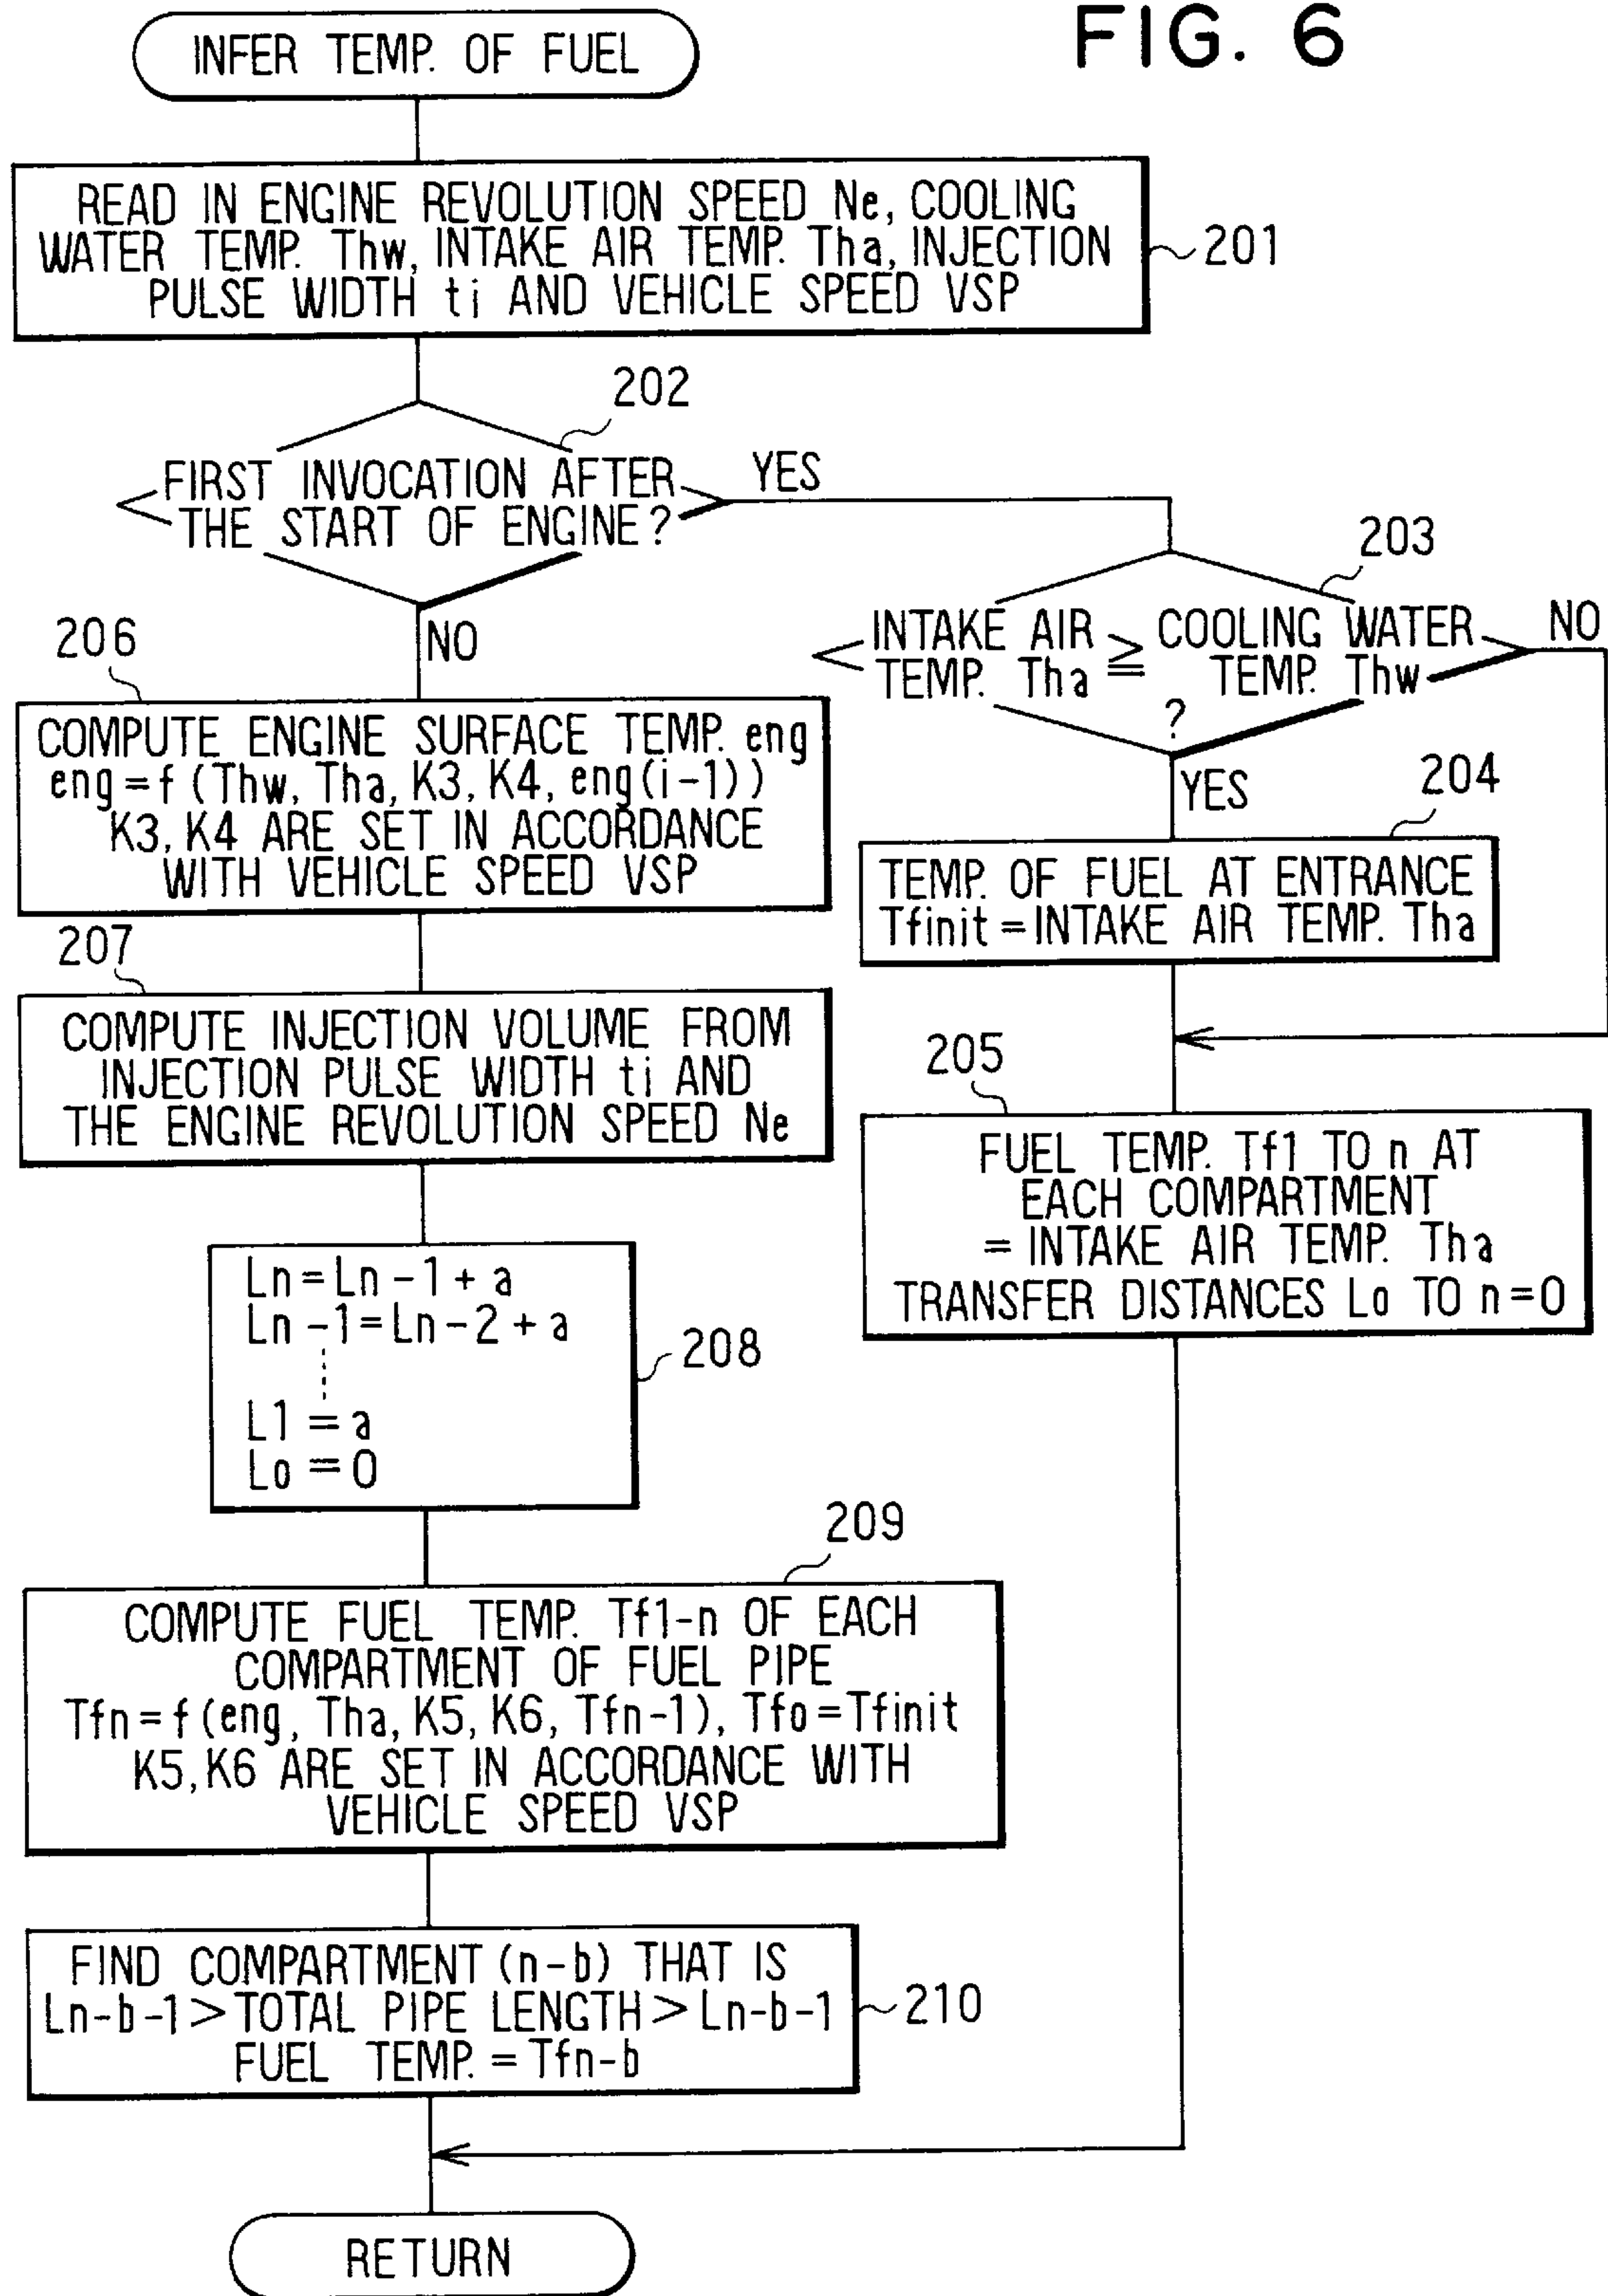 FIG. 6
INFER TEMP. OF FUEL
READ IN ENGINE REVOLUTION SPEED Ne, COOLING
WATER TEMP. Thw, INTAKE AIR TEMP. Tha, INJECTION
PULSE WIDTH ti AND VEHICLE SPEED VSP
201
202
FIRST INVOCATION AFTER
THE START OF ENGINE?
YES
NO
203
INTAKE AIR TEMP. Tha ≧ COOLING WATER TEMP. Thw
?
NO
YES
204
TEMP. OF FUEL AT ENTRANCE
Tfinit = INTAKE AIR TEMP. Tha
205
FUEL TEMP. Tf1 TO n AT
EACH COMPARTMENT
= INTAKE AIR TEMP. Tha
TRANSFER DISTANCES Lo TO n=0
206
COMPUTE ENGINE SURFACE TEMP. eng
eng = f (Thw, Tha, K3, K4, eng(i-1))
K3, K4 ARE SET IN ACCORDANCE
WITH VEHICLE SPEED VSP
207
COMPUTE INJECTION VOLUME FROM
INJECTION PULSE WIDTH ti AND
THE ENGINE REVOLUTION SPEED Ne
Ln = Ln -1 + a
Ln -1 = Ln -2 + a
L1 = a
Lo = 0
208
209
COMPUTE FUEL TEMP. Tf1-n OF EACH
COMPARTMENT OF FUEL PIPE
Tfn = f (eng, Tha, K5, K6, Tfn-1), Tfo = Tfinit
K5, K6 ARE SET IN ACCORDANCE WITH
VEHICLE SPEED VSP
FIND COMPARTMENT (n-b) THAT IS
Ln-b-1 > TOTAL PIPE LENGTH > Ln-b-1
FUEL TEMP. = Tfn-b
210
RETURN